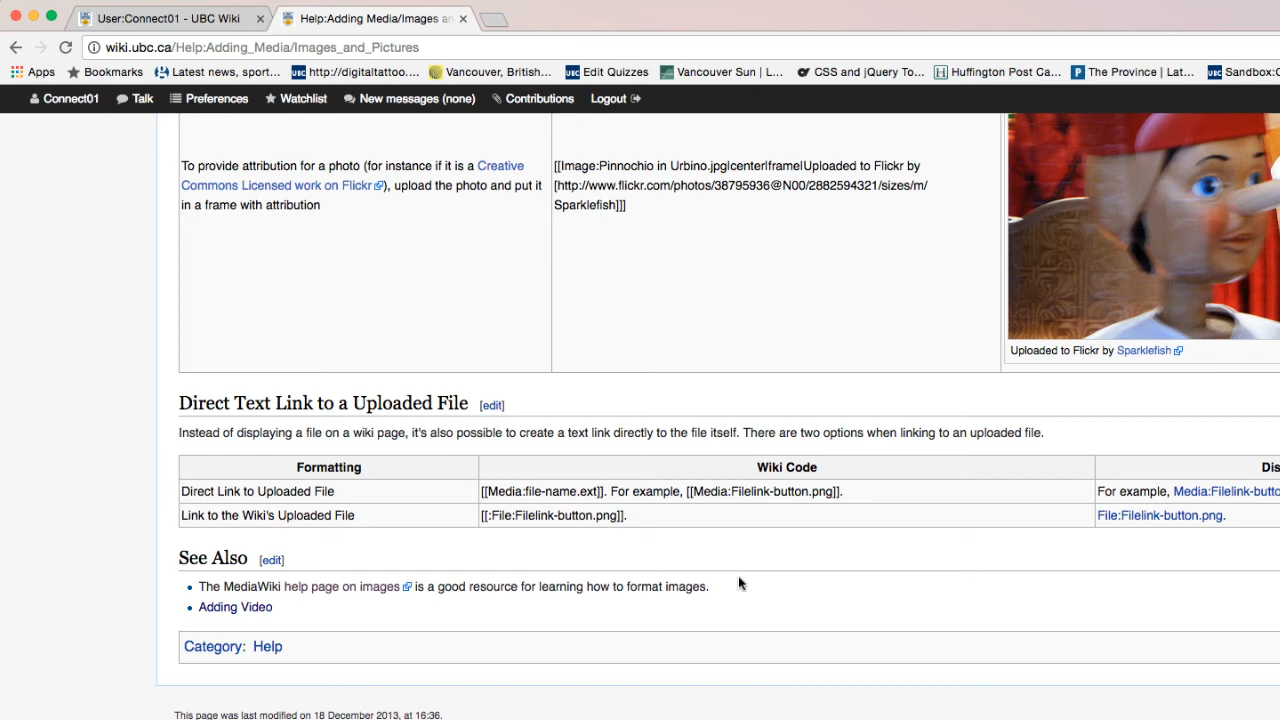 User:Connect01 - UBC Wiki
Help:Adding Media/Images an
wiki.ubc.ca/Help:Adding_Media/Images_and_Pictures
Apps Bookmarks Latest news, sport... http://digitaltattoo.... Vancouver, British... Edit Quizzes Vancouver Sun | L... CSS and jQuery To... Huffington Post Ca... The Province | Lat... Sandbox:C
Connect01 Talk Preferences Watchlist New messages (none) Contributions Logout
To provide attribution for a photo (for instance if it is a Creative
Commons Licensed work on Flickr), upload the photo and put it
in a frame with attribution
[[Image:Pinnochio in Urbino.jpg|center|frame|Uploaded to Flickr by
[http://www.flickr.com/photos/38795936@N00/2882594321/sizes/m/
Sparklefish]]]
Uploaded to Flickr by Sparklefish
Direct Text Link to a Uploaded File [edit]
Instead of displaying a file on a wiki page, it's also possible to create a text link directly to the file itself. There are two options when linking to an uploaded file.
Formatting Wiki Code Dis
Direct Link to Uploaded File [[Media:file-name.ext]]. For example, [[Media:Filelink-button.png]]. For example, Media:Filelink-butto
Link to the Wiki's Uploaded File [[:File:Filelink-button.png]]. File:Filelink-button.png.
See Also [edit]
The MediaWiki help page on images is a good resource for learning how to format images.
Adding Video
Category: Help
This page was last modified on 18 December 2013, at 16:36.